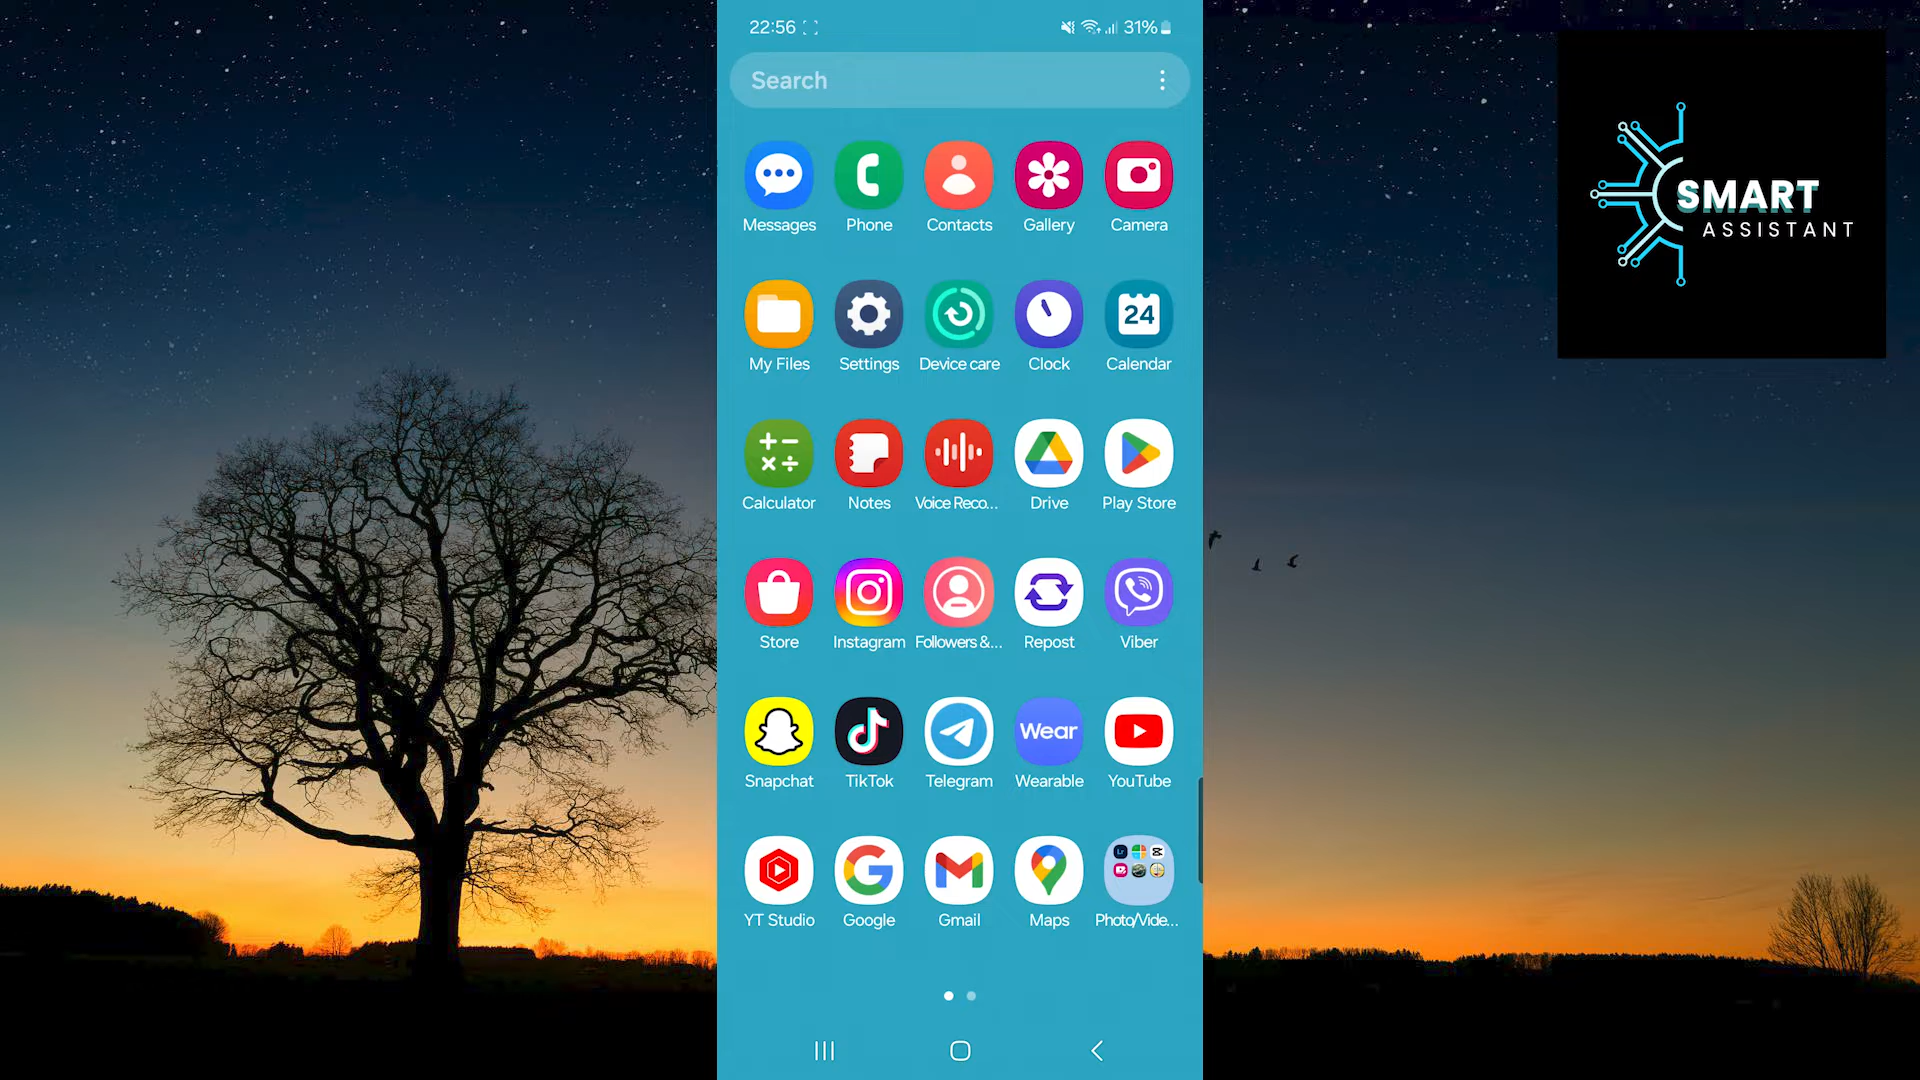 22:56
31%
Search
SMART
ASSISTANT
Messages Phone Contacts Gallery Camera
24
My Files Settings Device care Clock Calendar
Calculator Notes Voice Reco... Drive Play Store
Store Instagram Followers &... Repost Viber
Wear
Snapchat TikTok Telegram Wearable YouTube
YT Studio Google Gmail Maps Photo/Vide...